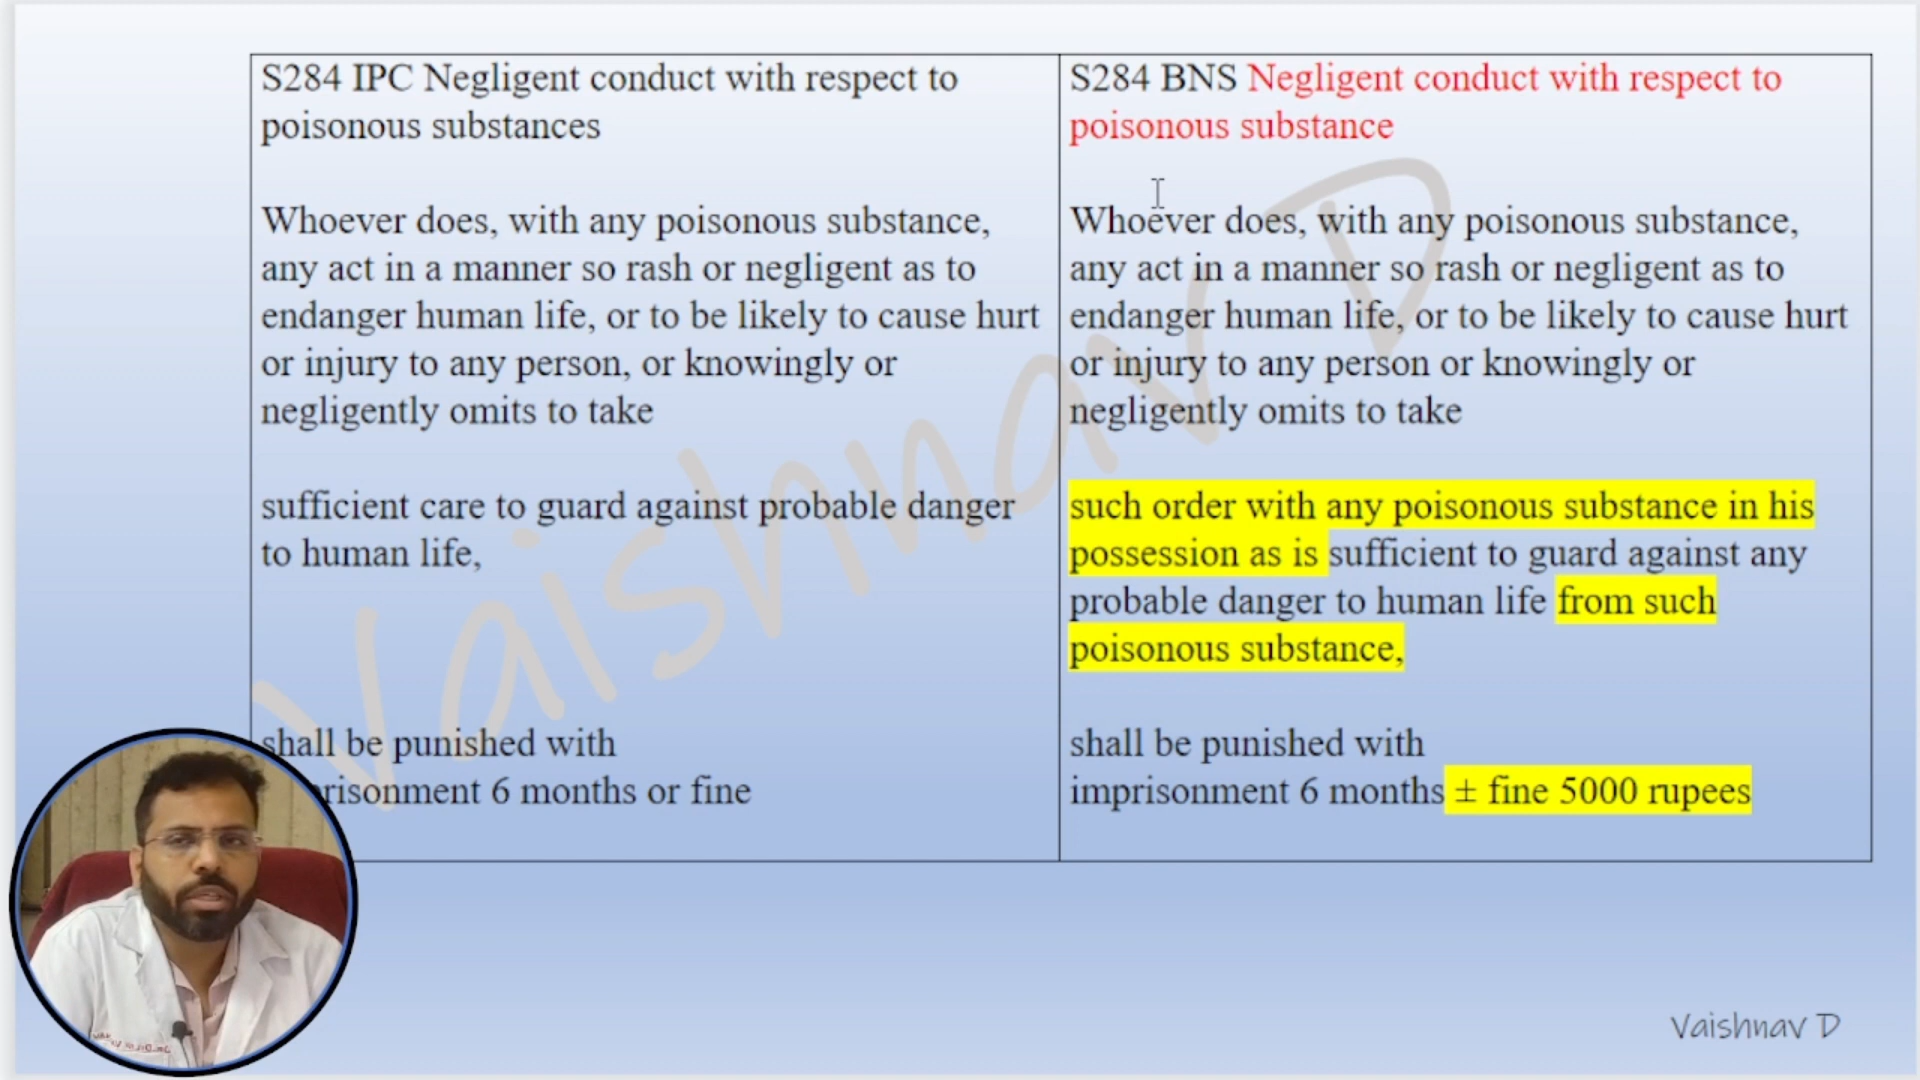 S284 IPC Negligent conduct with respect to
poisonous substances
Whoever does, with any poisonous substance,
any act in a manner so rash or negligent as to
endanger human life, or to be likely to cause hurt
or injury to any person, or knowingly or
negligently omits to take
sufficient care to guard against probable danger
to human life,
shall be punished with
risonment 6 months or fine
S284 BNS Negligent conduct with respect to
poisonous substance
Whoever does, with any poisonous substance,
any act in a manner so rash or negligent as to
endanger human life, or to be likely to cause hurt
or injury to any person or knowingly or
negligently omits to take
such order with any poisonous substance in his
possession as is sufficient to guard against any
probable danger to human life from such
poisonous substance,
shall be punished with
imprisonment 6 months ± fine 5000 rupees
Vaishnav D
Vaishnav D